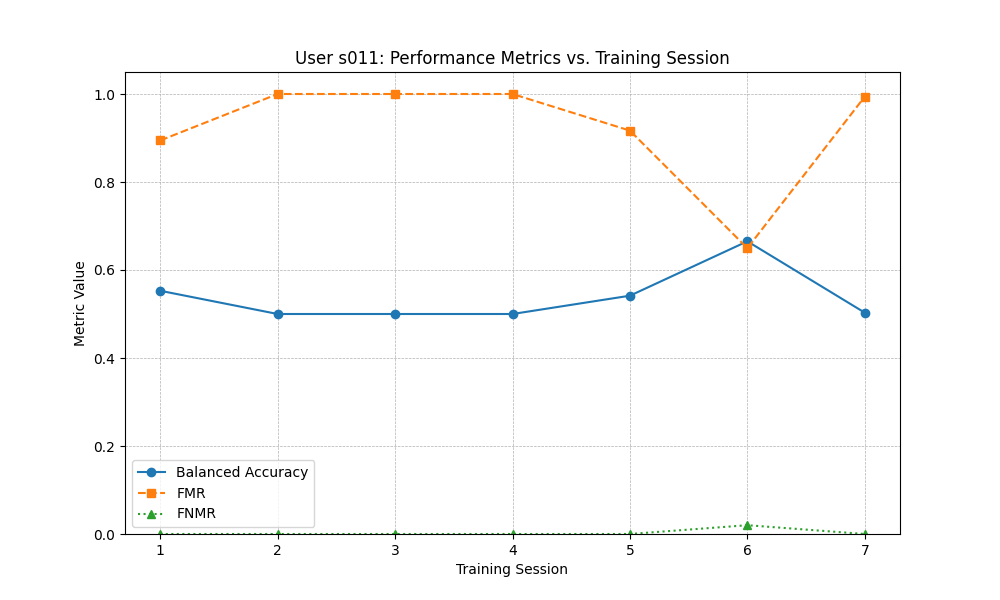 User s011: Performance Metrics vs. Training Session
1.0
0.8
0.6
0.4
0.2
0.0
Metric Value
Balanced Accuracy
FMR
FNMR
1 2 3 4 5 6 7
Training Session